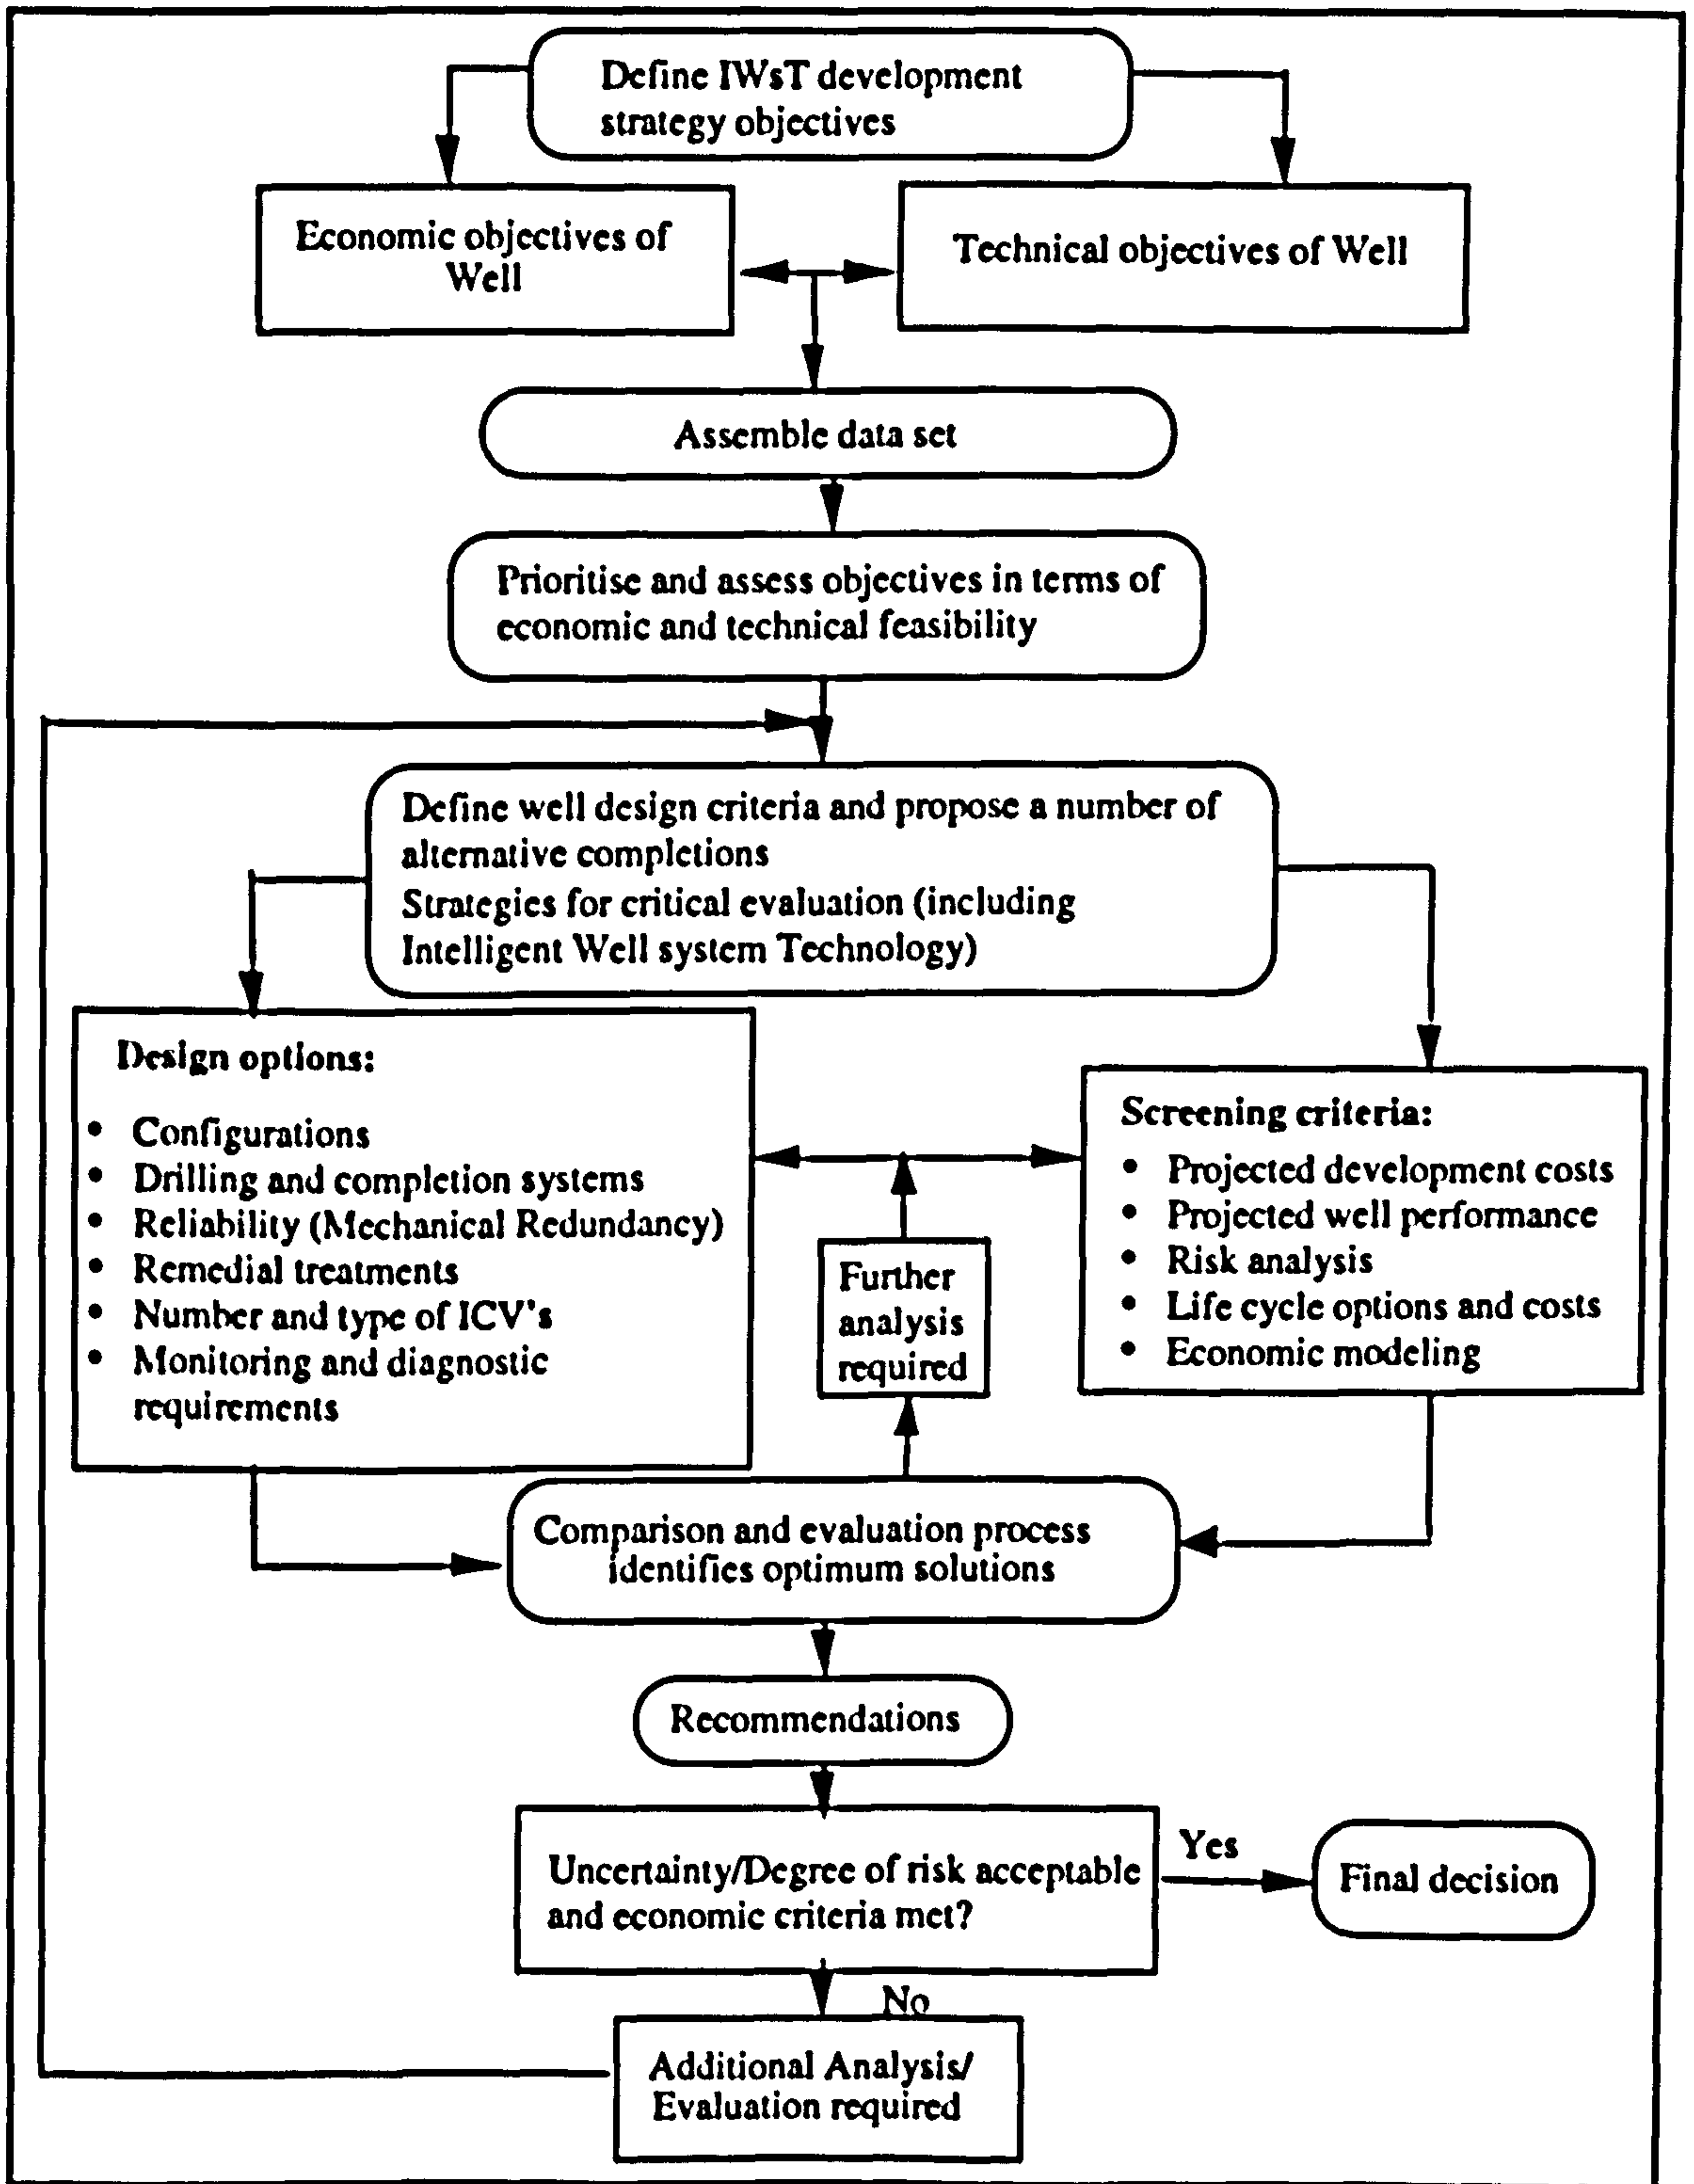 Define IWsT development
strategy objectives
Economic objectives of
Well
Technical objectives of Well
Assemble data set
Prioritise and assess objectives in terms of
economic and technical feasibility
Define well design criteria and propose a number of
alternative completions
Strategies for critical evaluation (including
Intelligent Well system Technology)
Design options:
• Configurations
• Drilling and completion systems
• Reliability (Mechanical Redundancy)
• Remedial treatments
• Number and type of ICV's
• Monitoring and diagnostic
requirements
Screening criteria:
• Projected development costs
• Projected well performance
• Risk analysis
• Life cycle options and costs
• Economic modeling
Further
analysis
required
Comparison and evaluation process
identifies optimum solutions
Recommendations
Uncertainty/Degree of risk acceptable
and economic criteria met?
Yes
Final decision
No
Additional Analysis/
Evaluation required